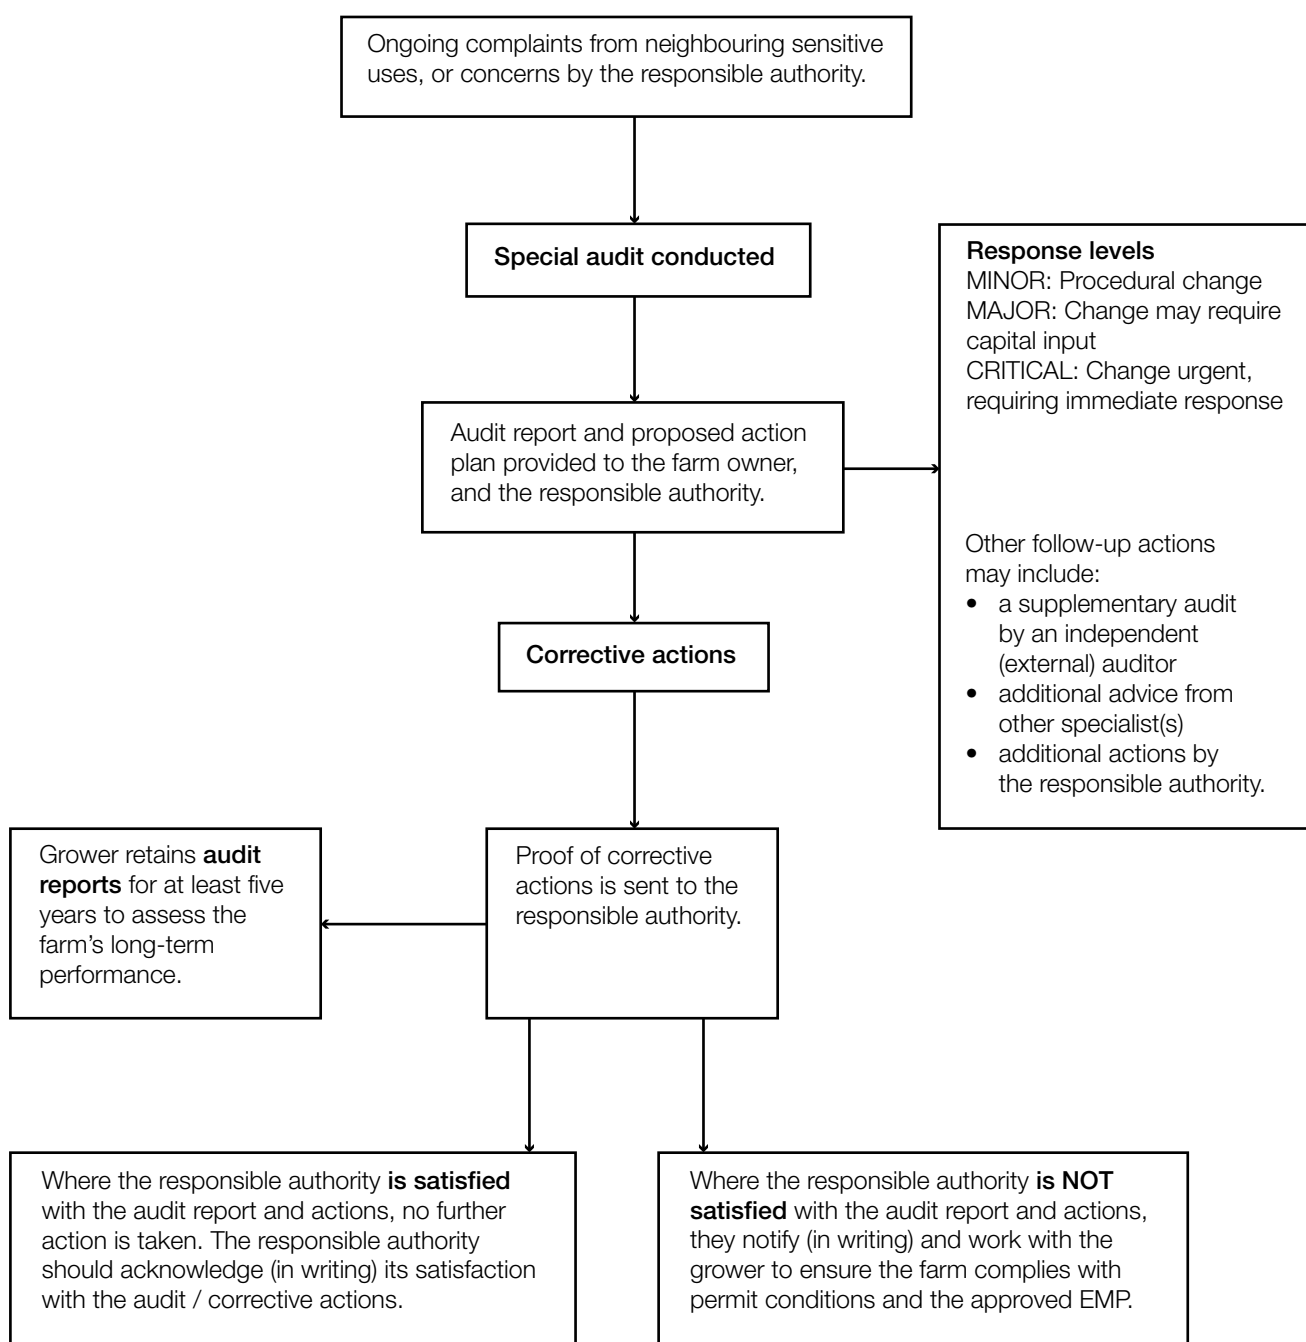 Ongoing complaints from neighbouring sensitive
uses, or concerns by the responsible authority.
Special audit conducted
Response levels
MINOR: Procedural change
MAJOR: Change may require
capital input
CRITICAL: Change urgent,
requiring immediate response
Audit report and proposed action
plan provided to the farm owner,
and the responsible authority.
Other follow-up actions
may include:
• a supplementary audit
by an independent
(external) auditor
• additional advice from
other specialist(s)
• additional actions by
the responsible authority.
Corrective actions
Grower retains audit
reports for at least five
years to assess the
farm’s long-term
performance.
Proof of corrective
actions is sent to the
responsible authority.
Where the responsible authority is satisfied
with the audit report and actions, no further
action is taken. The responsible authority
should acknowledge (in writing) its satisfaction
with the audit / corrective actions.
Where the responsible authority is NOT
satisfied with the audit report and actions,
they notify (in writing) and work with the
grower to ensure the farm complies with
permit conditions and the approved EMP.